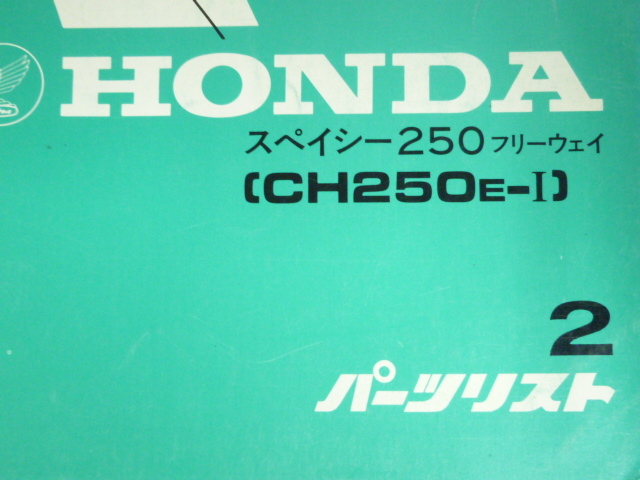 HONDA
スペイシー250フリーウェイ
〔CH250E-I〕
2
パーツリスト